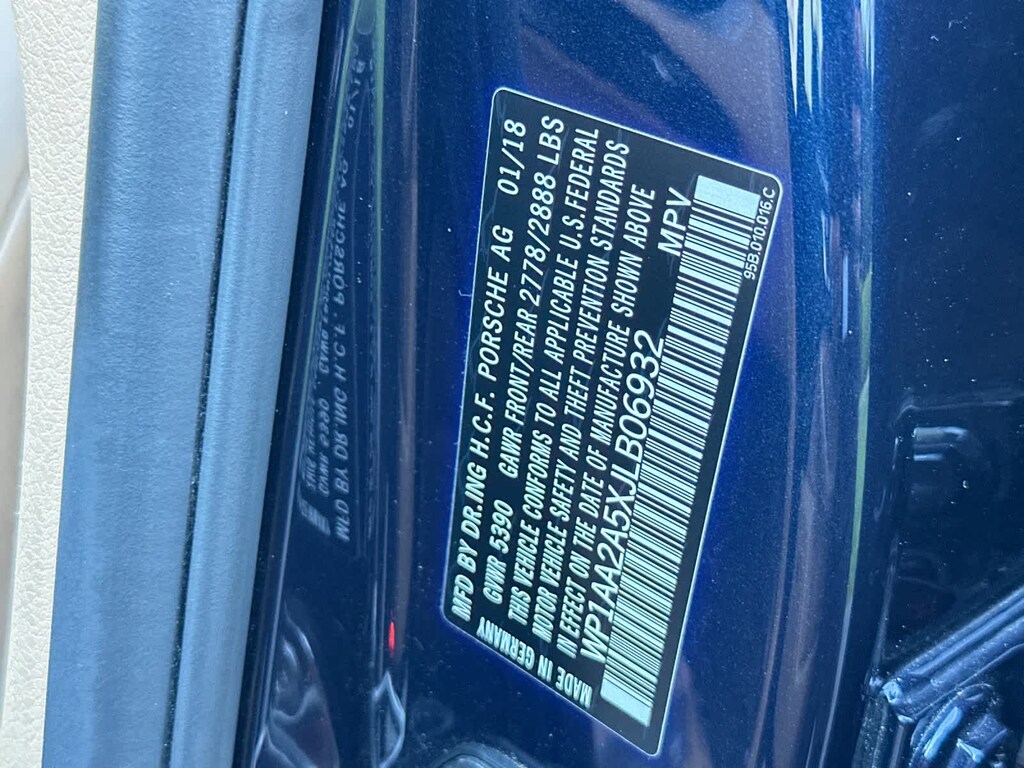 MFD BY DR.ING H.C.F. PORSCHE AG 01/18
GVWR 5390 GAWR FRONT/REAR 2778/2888 LBS
THIS VEHICLE CONFORMS TO ALL APPLICABLE U.S.FEDERAL
MOTOR VEHICLE SAFETY AND THEFT PREVENTION STANDARDS
IN EFFECT ON THE DATE OF MANUFACTURE SHOWN ABOVE
WP1AA2A5XJLB06932 MPV
MADE IN GERMANY
95B.010.016.C